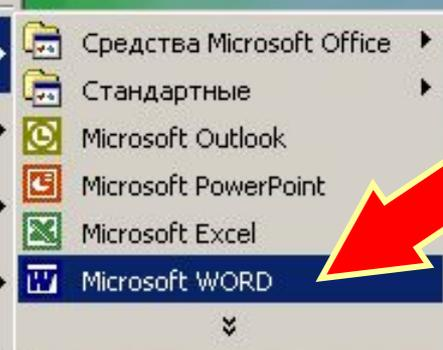 Средства Microsoft Office
Стандартные
Microsoft Outlook
Microsoft PowerPoint
Microsoft Excel
Microsoft WORD